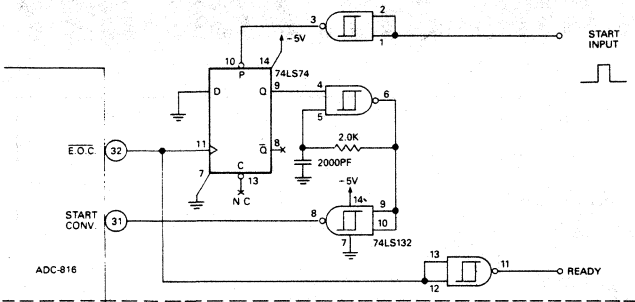 3
2
1
START
INPUT
-5V
10
14
74LS74
P
D
Q
9
4
5
6
2.0K
2000PF
E.O.C.
32
11
Q
8
7
C
13
N C
-5V
14
START
CONV.
31
8
9
10
7
74LS132
13
12
11
READY
ADC-816